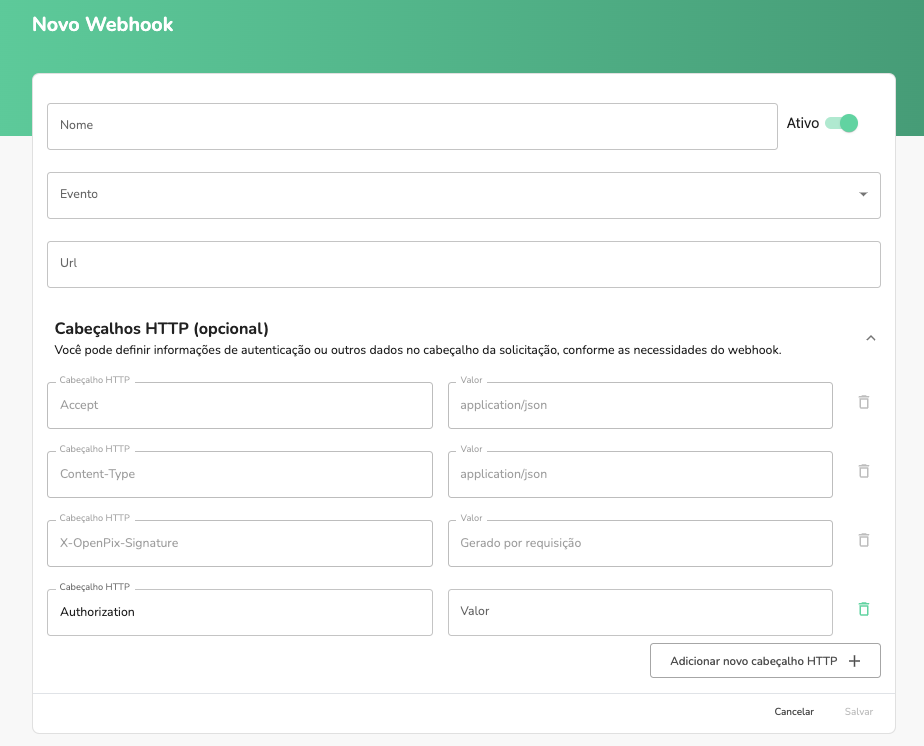 Novo Webhook
Nome
Ativo
Evento
Url
Cabeçalhos HTTP (opcional)
Você pode definir informações de autenticação ou outros dados no cabeçalho da solicitação, conforme as necessidades do webhook.
Cabeçalho HTTP Valor
Accept application/json
Cabeçalho HTTP Valor
Content-Type application/json
Cabeçalho HTTP Valor
X-OpenPix-Signature Gerado por requisição
Cabeçalho HTTP
Authorization Valor
Adicionar novo cabeçalho HTTP
Cancelar Salvar